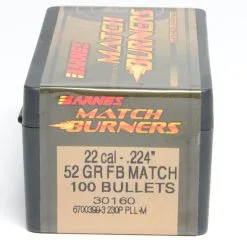 BARNES
MATCH
BURNERS
BARNES
MATCH
BURNERS
22 cal - .224"
52 GR FB MATCH
100 BULLETS
30160
6700399-3 230P PLL-M